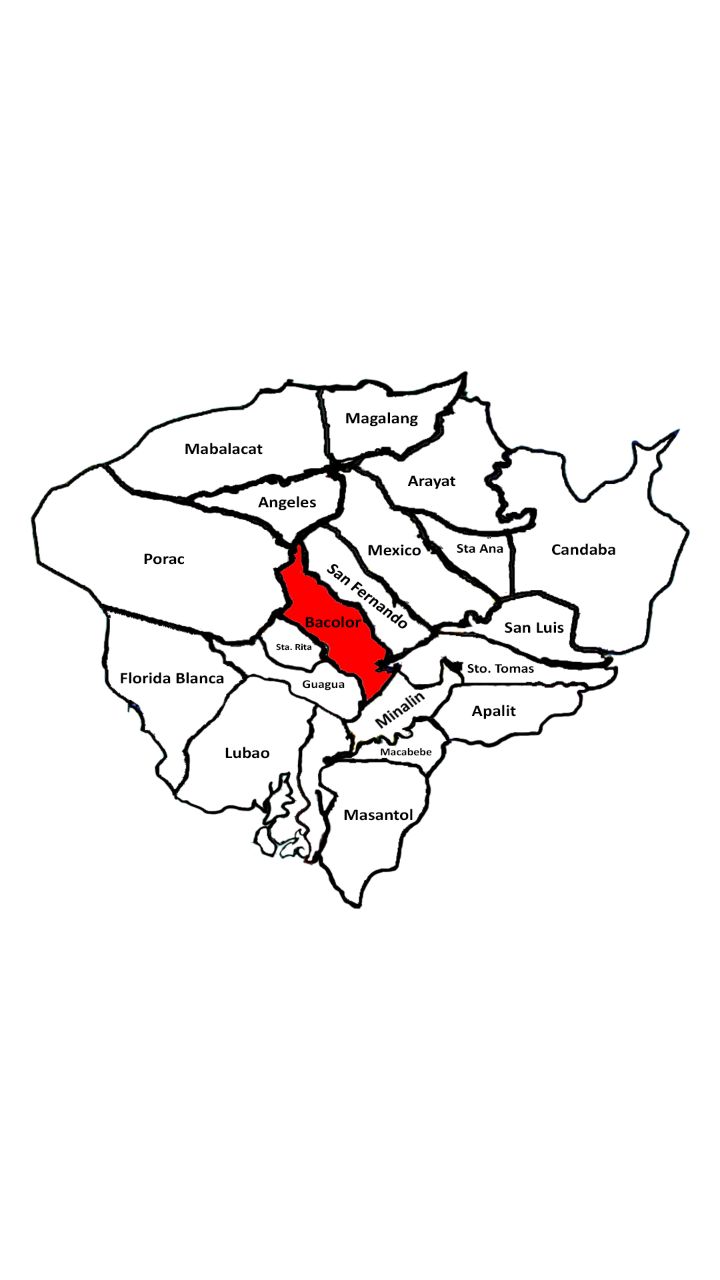 Magalang
Mabalacat
Arayat
Angeles
Mexico
Sta Ana
Candaba
Porac
San Fernando
Bacolor
San Luis
Sta. Rita
Sto. Tomas
Florida Blanca
Guagua
Minalin
Apalit
Lubao
Macabebe
Masantol